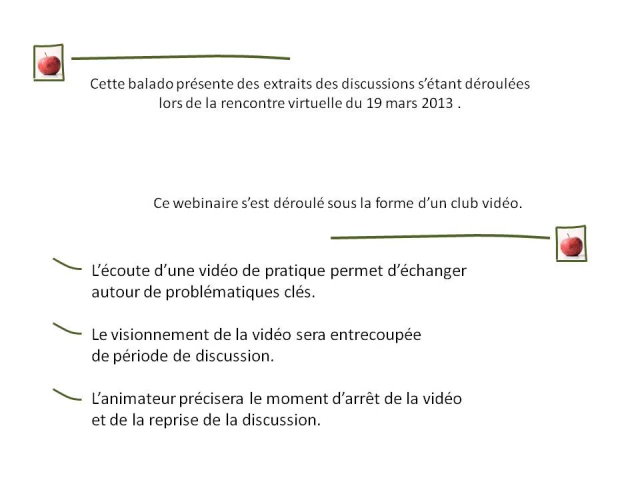 Cette balado présente des extraits des discussions s’étant déroulées
lors de la rencontre virtuelle du 19 mars 2013 .
Ce webinaire s’est déroulé sous la forme d’un club vidéo.
L’écoute d’une vidéo de pratique permet d’échanger
autour de problématiques clés.
Le visionnement de la vidéo sera entrecoupée
de période de discussion.
L’animateur précisera le moment d’arrêt de la vidéo
et de la reprise de la discussion.